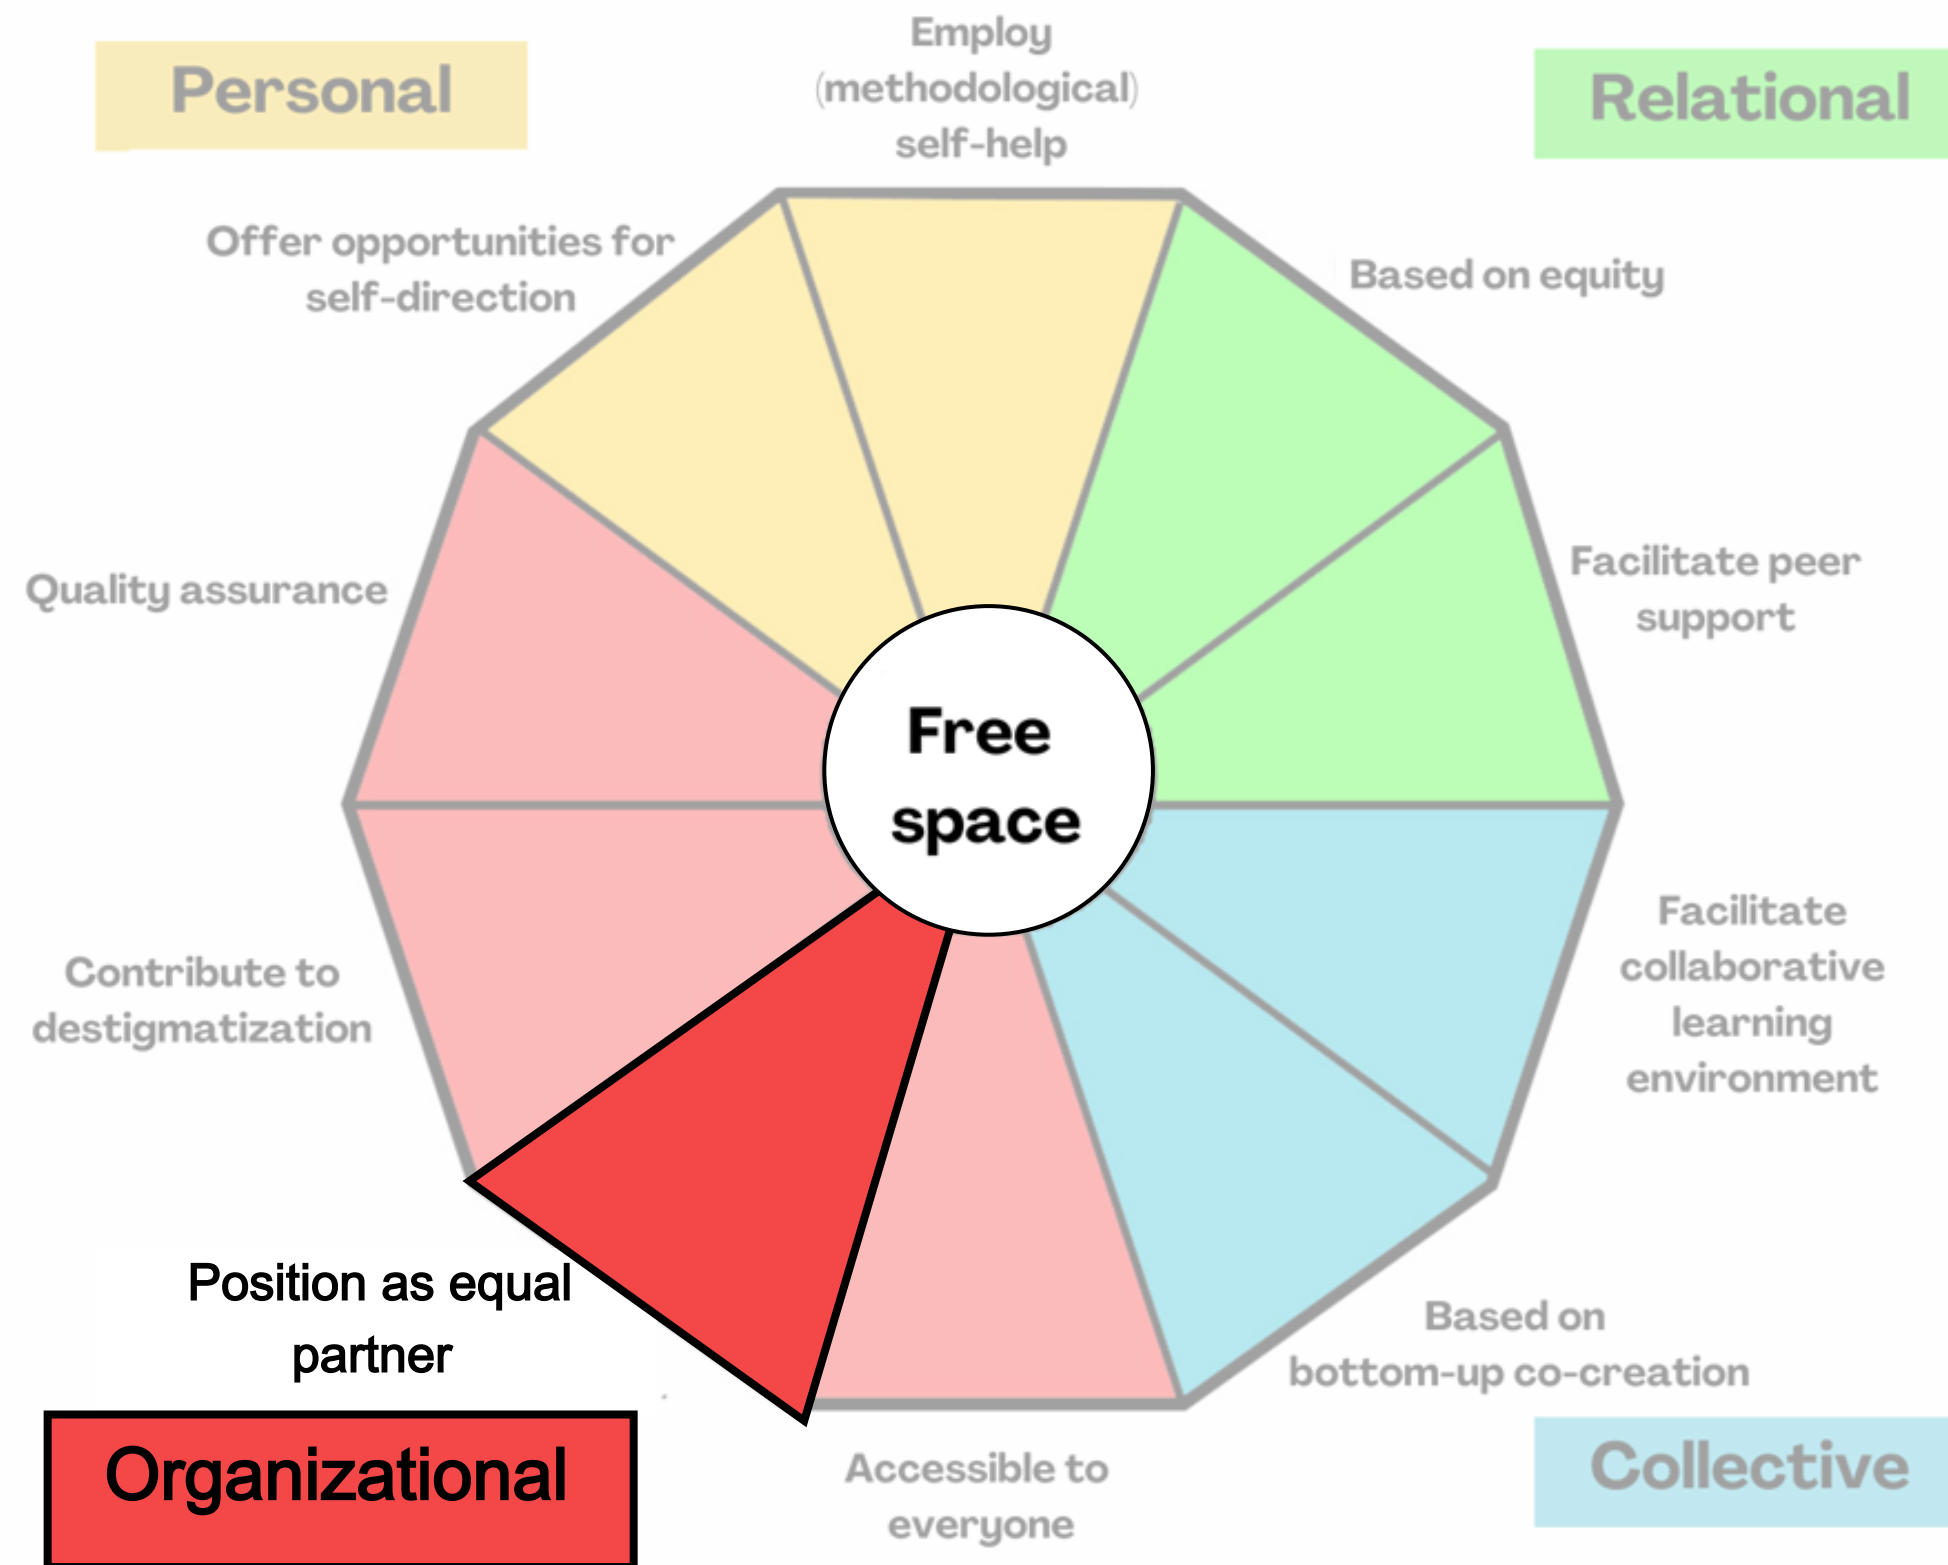 Personal
Employ
(methodological)
self-help
Relational
Offer opportunities for
self-direction
Based on equity
Quality assurance
Facilitate peer
support
Free
space
Contribute to
destigmatization
Facilitate
collaborative
learning
environment
Position as equal
partner
Based on
bottom-up co-creation
Organizational
Accessible to
everyone
Collective